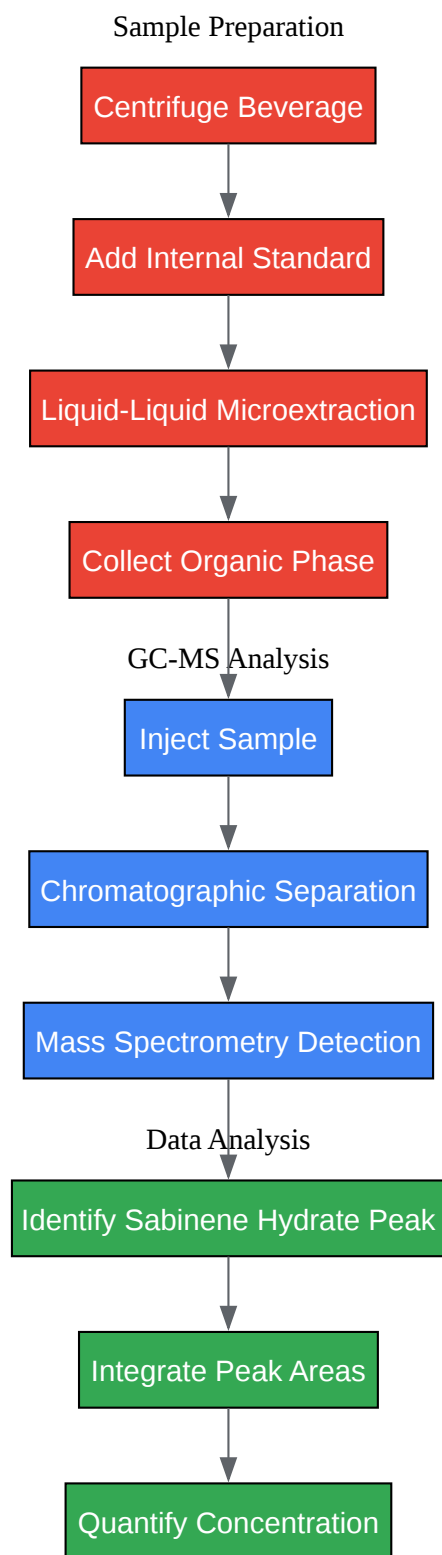 Sample Preparation
Centrifuge Beverage
Add Internal Standard
Liquid-Liquid Microextraction
Collect Organic Phase
GC-MS Analysis
Inject Sample
Chromatographic Separation
Mass Spectrometry Detection
Data Analysis
Identify Sabinene Hydrate Peak
Integrate Peak Areas
Quantify Concentration